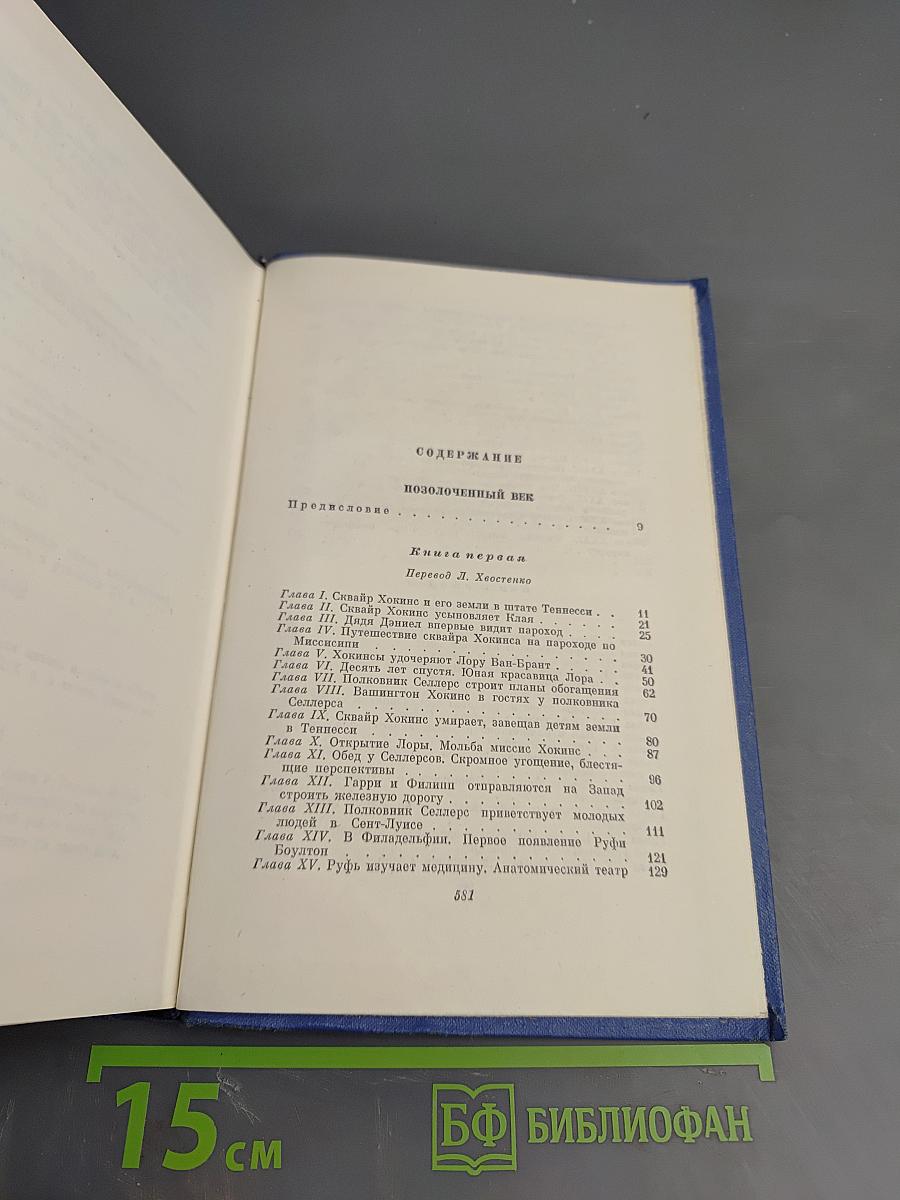 СОДЕРЖАНИЕ
ПОЗОЛОЧЕННЫЙ ВЕК
Предисловие . . . . . . . . . . . . . . . . 9
Книга первая
Перевод Л. Хвостенко
Глава I. Сквайр Хокинс и его земли в штате Теннесси . . 11
Глава II. Сквайр Хокинс усыновляет Клая . . . . . . 21
Глава III. Дядя Дэниел впервые видит пароход . . . . 25
Глава IV. Путешествие сквайра Хокинса на пароходе по
Миссисипи . . . . . . . . . . . . . . . . 30
Глава V. Хокинсы удочеряют Лору Ван-Брант . . . . . 41
Глава VI. Десять лет спустя. Юная красавица Лора . . 50
Глава VII. Полковник Селлерс строит планы обогащения 62
Глава VIII. Вашингтон Хокинс в гостях у полковника
Селлерса . . . . . . . . . . . . . . . . 70
Глава IX. Сквайр Хокинс умирает, завещав детям земли
в Теннесси . . . . . . . . . . . . . . . . 80
Глава X. Открытие Лоры. Мольба миссис Хокинс . . . 87
Глава XI. Обед у Селлерсов. Скромное угощение, блестя-
щие перспективы . . . . . . . . . . . . . 96
Глава XII. Гарри и Филипп отправляются на Запад
строить железную дорогу . . . . . . . . . . 102
Глава XIII. Полковник Селлерс приветствует молодых
людей в Сент-Луисе . . . . . . . . . . . . 111
Глава XIV. В Филадельфии. Первое появление Руфи
Боултон . . . . . . . . . . . . . . . . . 121
Глава XV. Руфь изучает медицину. Анатомический театр 129
581
15 см
БФ БИБЛИОФАН